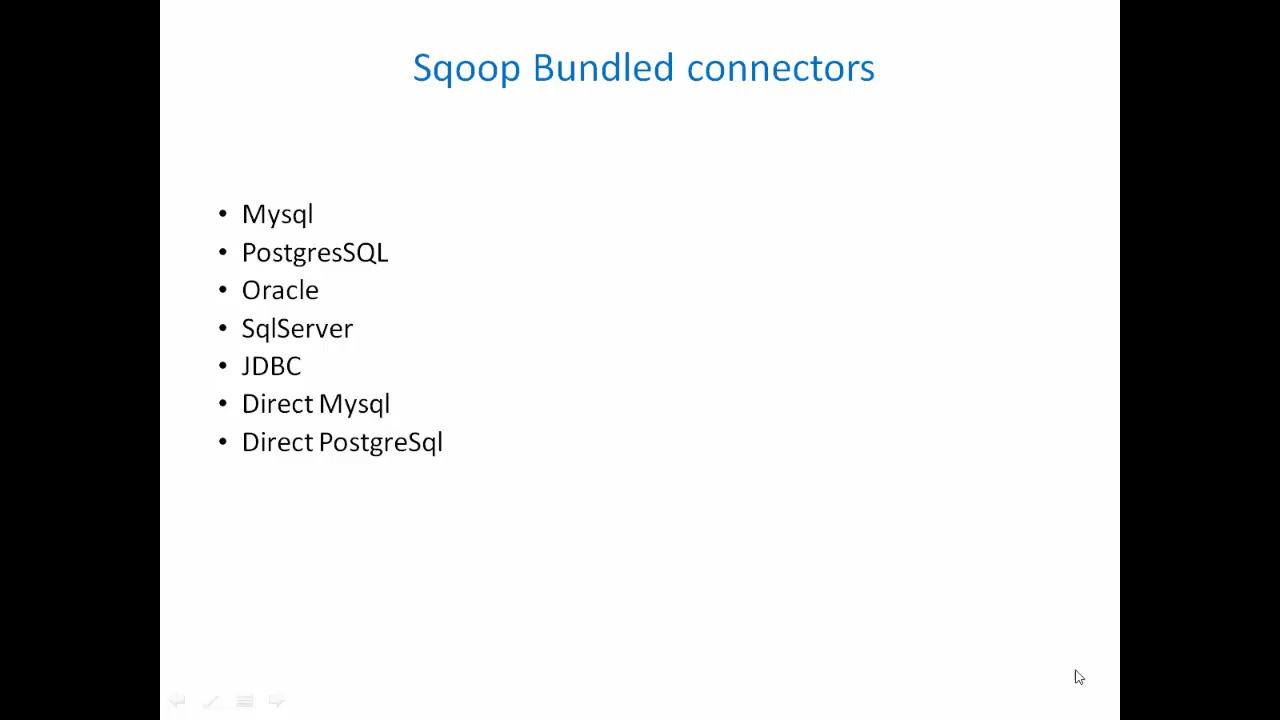 Sqoop Bundled connectors
• Mysql
• PostgresSQL
• Oracle
• SqlServer
• JDBC
• Direct Mysql
• Direct PostgreSql